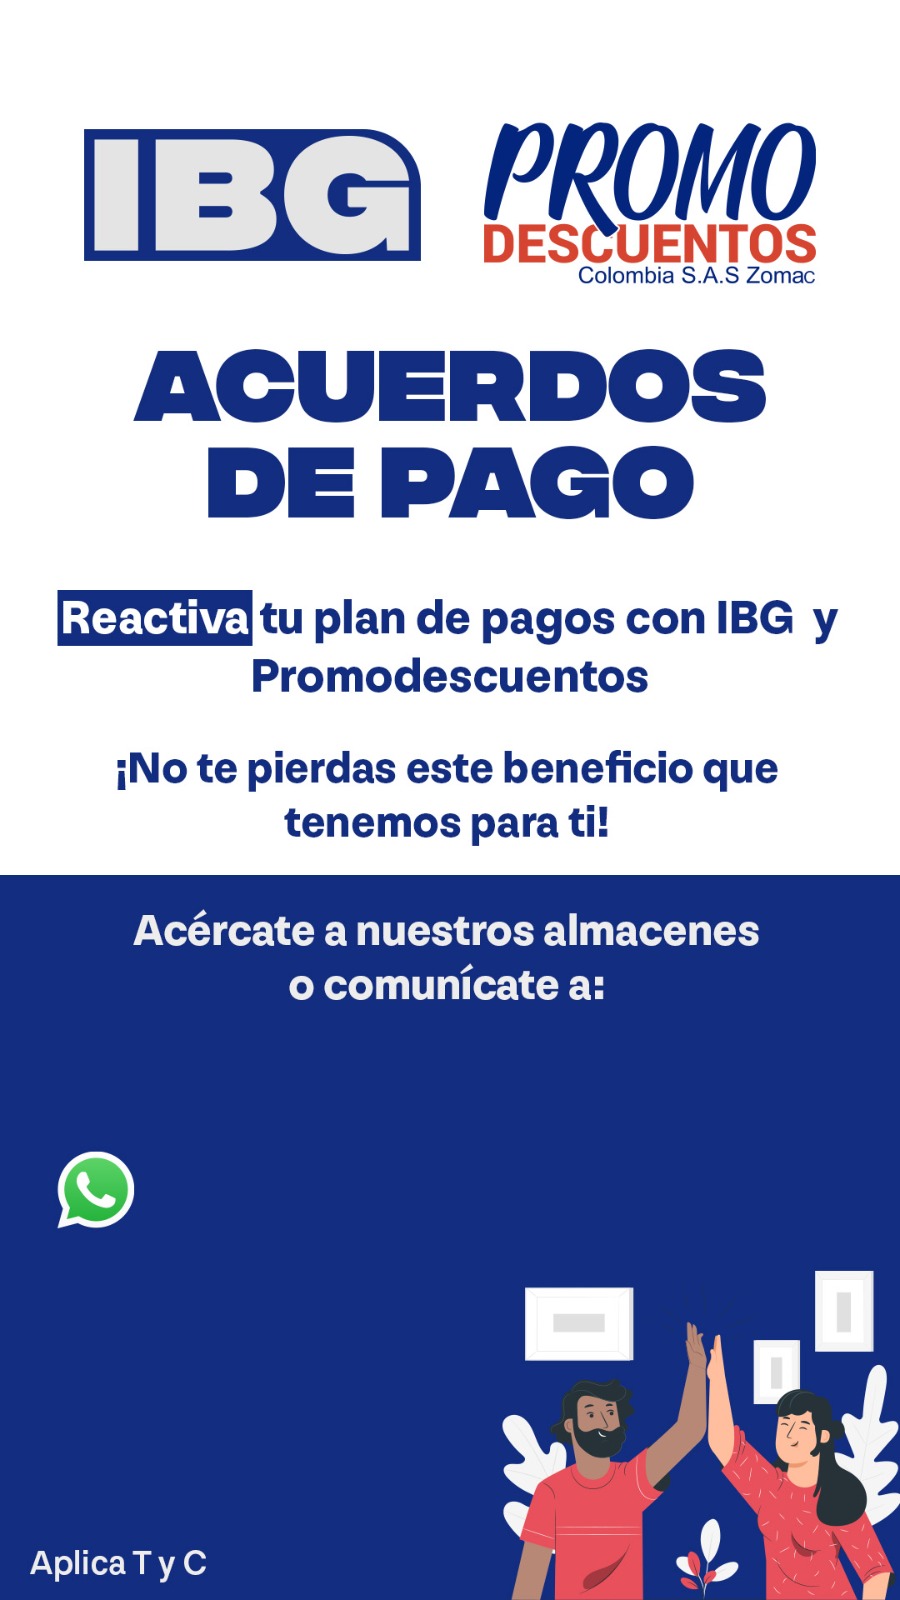 IBG
PROMO
DESCUENTOS
Colombia S.A.S Zomac
ACUERDOS
DE PAGO
Reactiva tu plan de pagos con IBG y
Promodescuentos
¡No te pierdas este beneficio que
tenemos para ti!
Acércate a nuestros almacenes
o comunícate a:
Aplica T y C